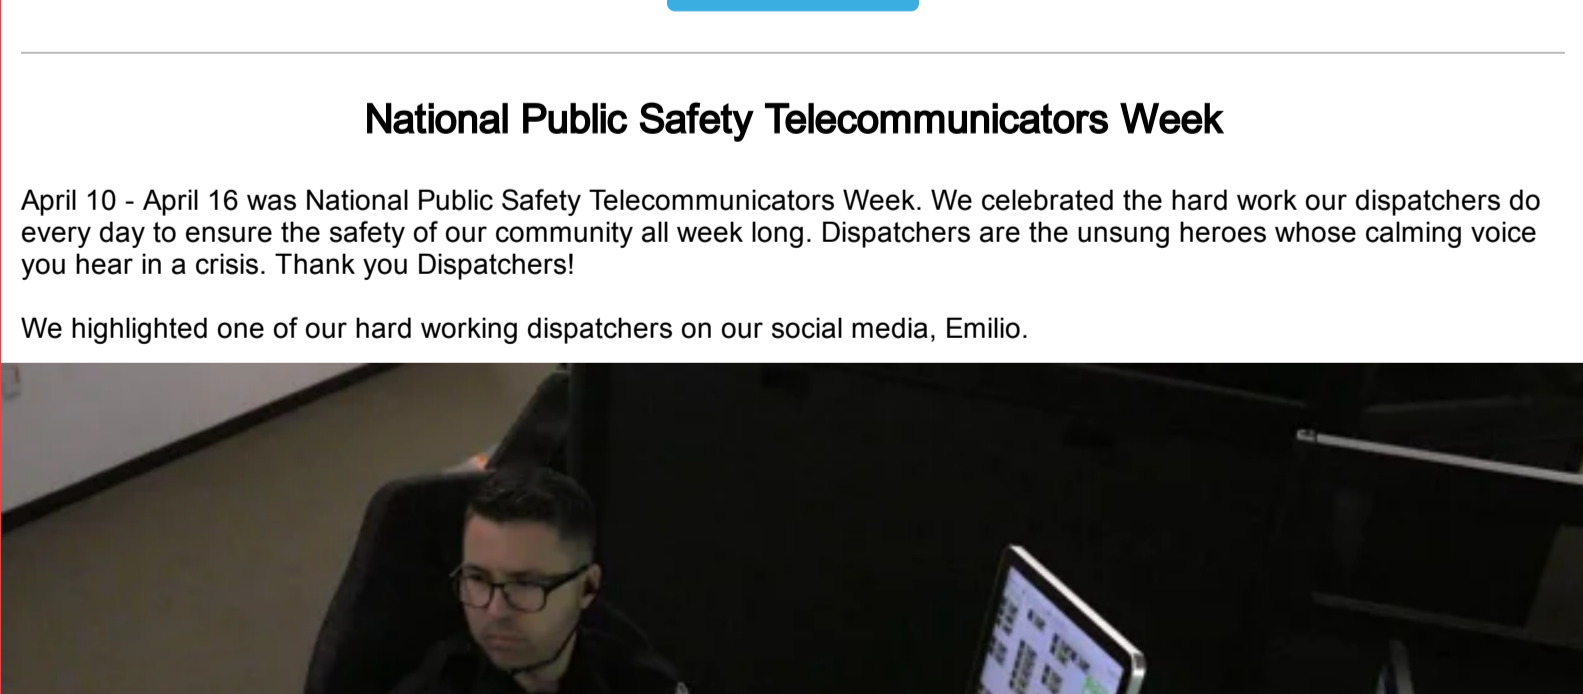 National Public Safety Telecommunicators Week
April 10 - April 16 was National Public Safety Telecommunicators Week. We celebrated the hard work our dispatchers do
every day to ensure the safety of our community all week long. Dispatchers are the unsung heroes whose calming voice
you hear in a crisis. Thank you Dispatchers!
We highlighted one of our hard working dispatchers on our social media, Emilio.